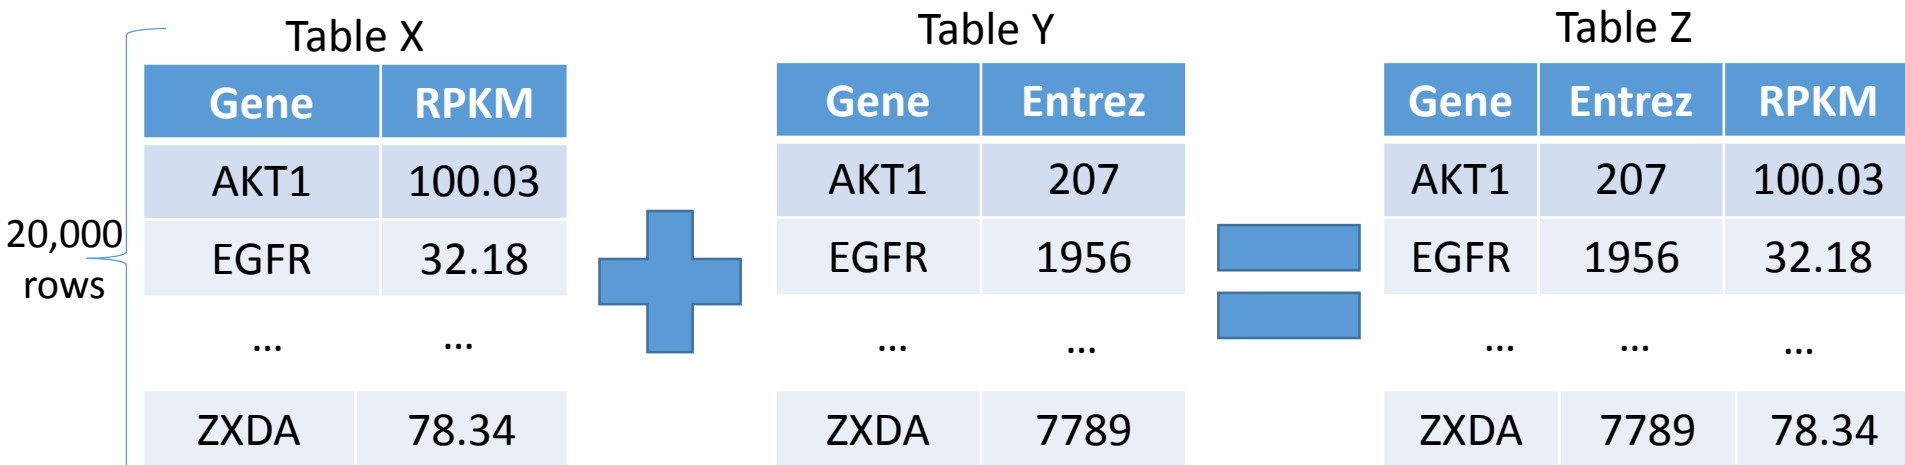 Table X
Gene RPKM
AKT1 100.03
EGFR 32.18
... ...
ZXDA 78.34
20,000
rows
Table Y
Gene Entrez
AKT1 207
EGFR 1956
... ...
ZXDA 7789
Table Z
Gene Entrez RPKM
AKT1 207 100.03
EGFR 1956 32.18
... ... ...
ZXDA 7789 78.34